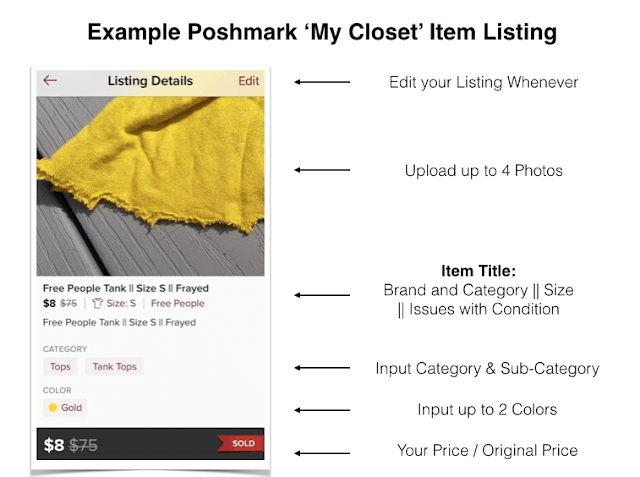 Example Poshmark ‘My Closet’ Item Listing
Listing Details
Edit
Edit your Listing Whenever
Upload up to 4 Photos
Free People Tank || Size S || Frayed
$8 $75 | Size: S | Free People
Free People Tank || Size S || Frayed
Item Title:
Brand and Category || Size
|| Issues with Condition
CATEGORY
Tops Tank Tops
Input Category & Sub-Category
COLOR
Gold
Input up to 2 Colors
$8 $75
SOLD
Your Price / Original Price